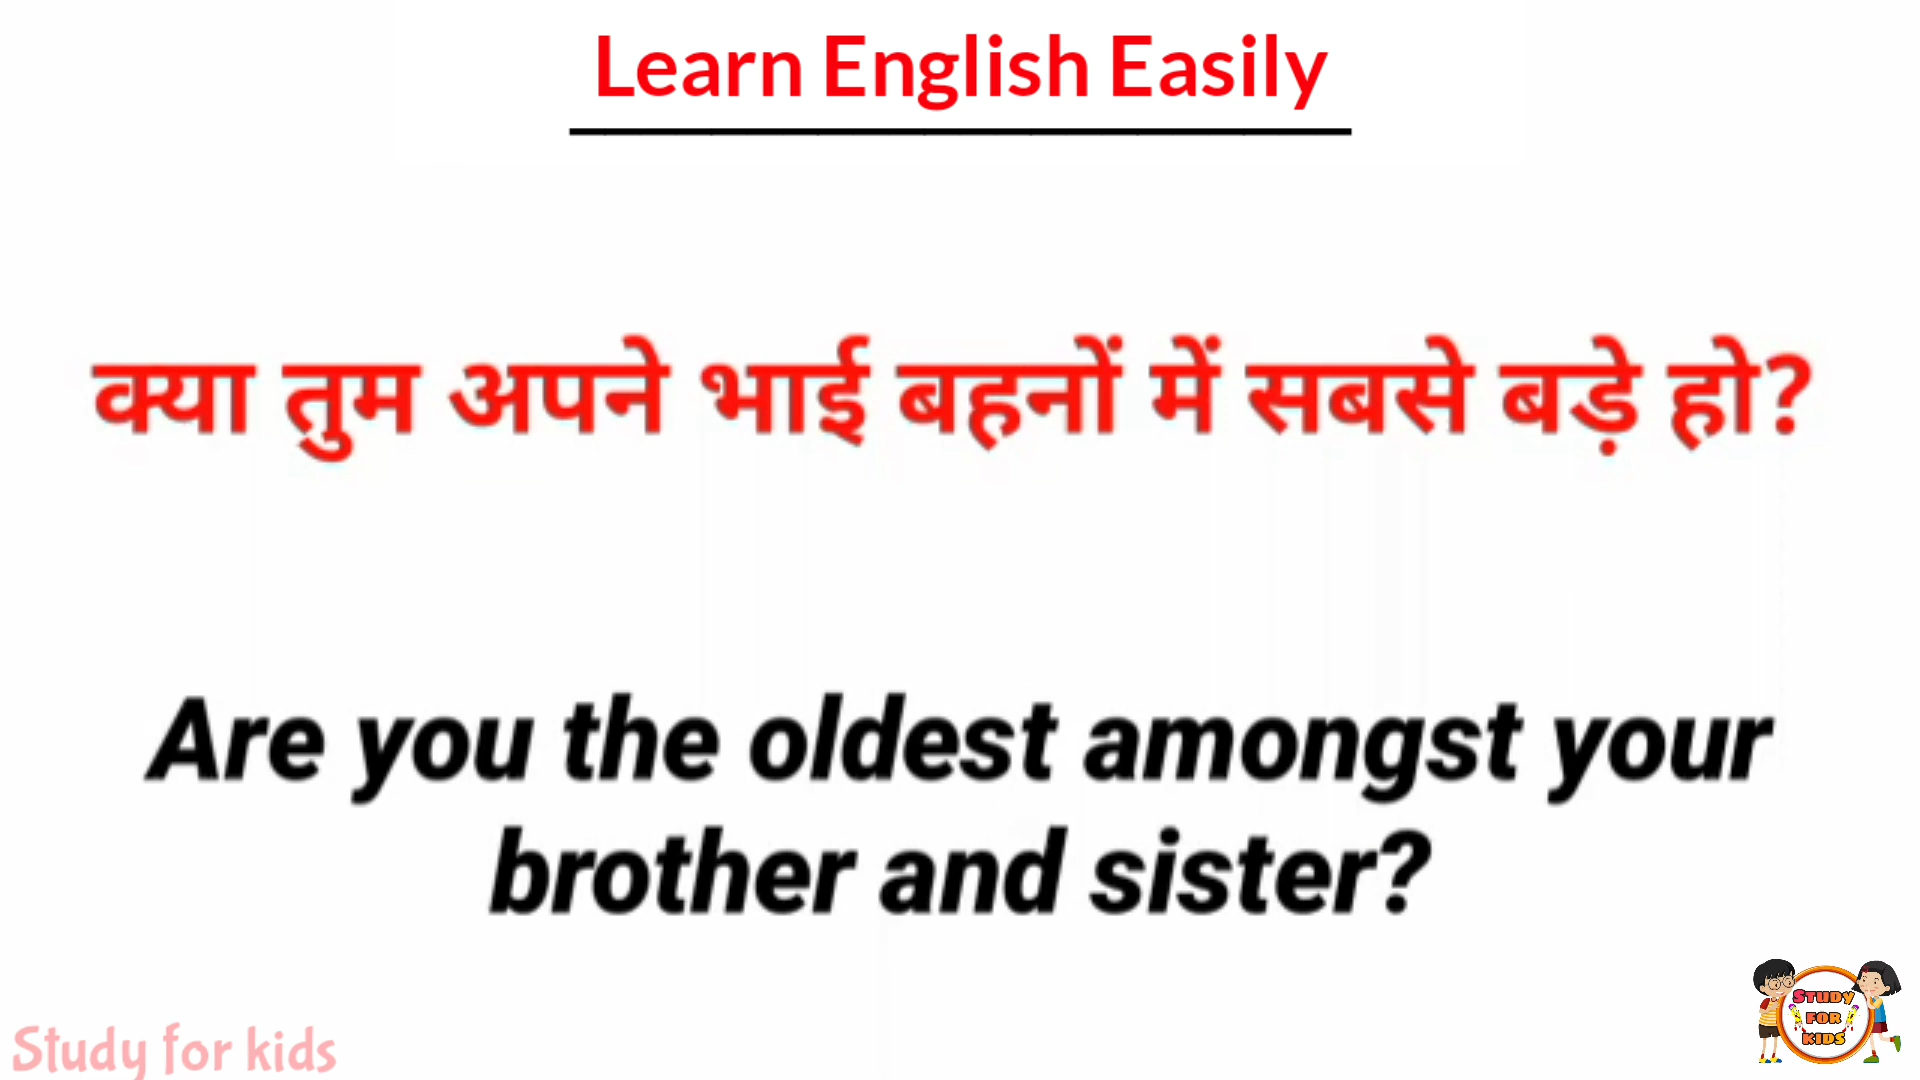 Learn English Easily
क्या तुम अपने भाई बहनों में सबसे बड़े हो?
Are you the oldest amongst your
brother and sister?
Study for kids
STUDY
FOR
KIDS